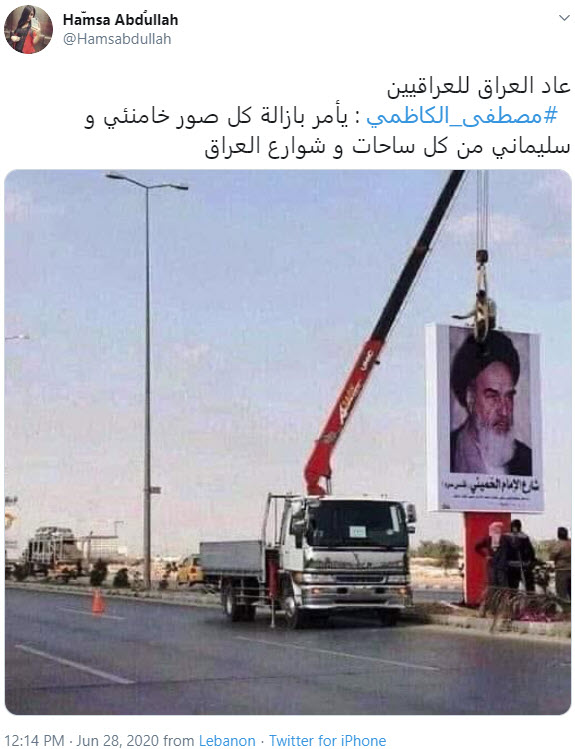 Hamsa Abdullah
@Hamsabdullah
عاد العراق للعراقيين
#مصطفى_الكاظمي : يأمر بازالة كل صور خامنئي و
سليماني من كل ساحات و شوارع العراق
UNIC
شارع الإمام الخميني
12:14 PM · Jun 28, 2020 from Lebanon · Twitter for iPhone